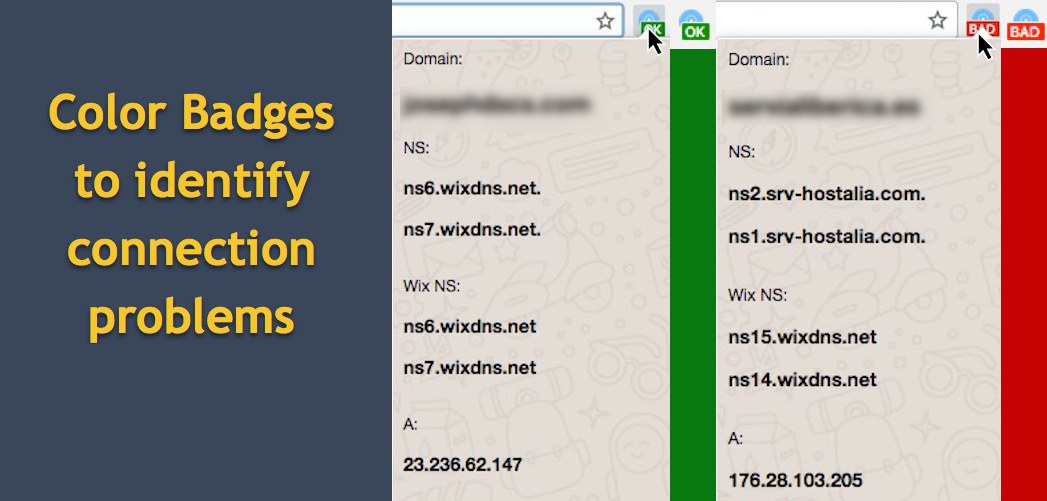 Color Badges
to identify
connection
problems
OK
OK
Domain:
NS:
ns6.wixdns.net.
ns7.wixdns.net.
Wix NS:
ns6.wixdns.net
ns7.wixdns.net
A:
23.236.62.147
BAD
BAD
Domain:
NS:
ns2.srv-hostalia.com.
ns1.srv-hostalia.com.
Wix NS:
ns15.wixdns.net
ns14.wixdns.net
A:
176.28.103.205